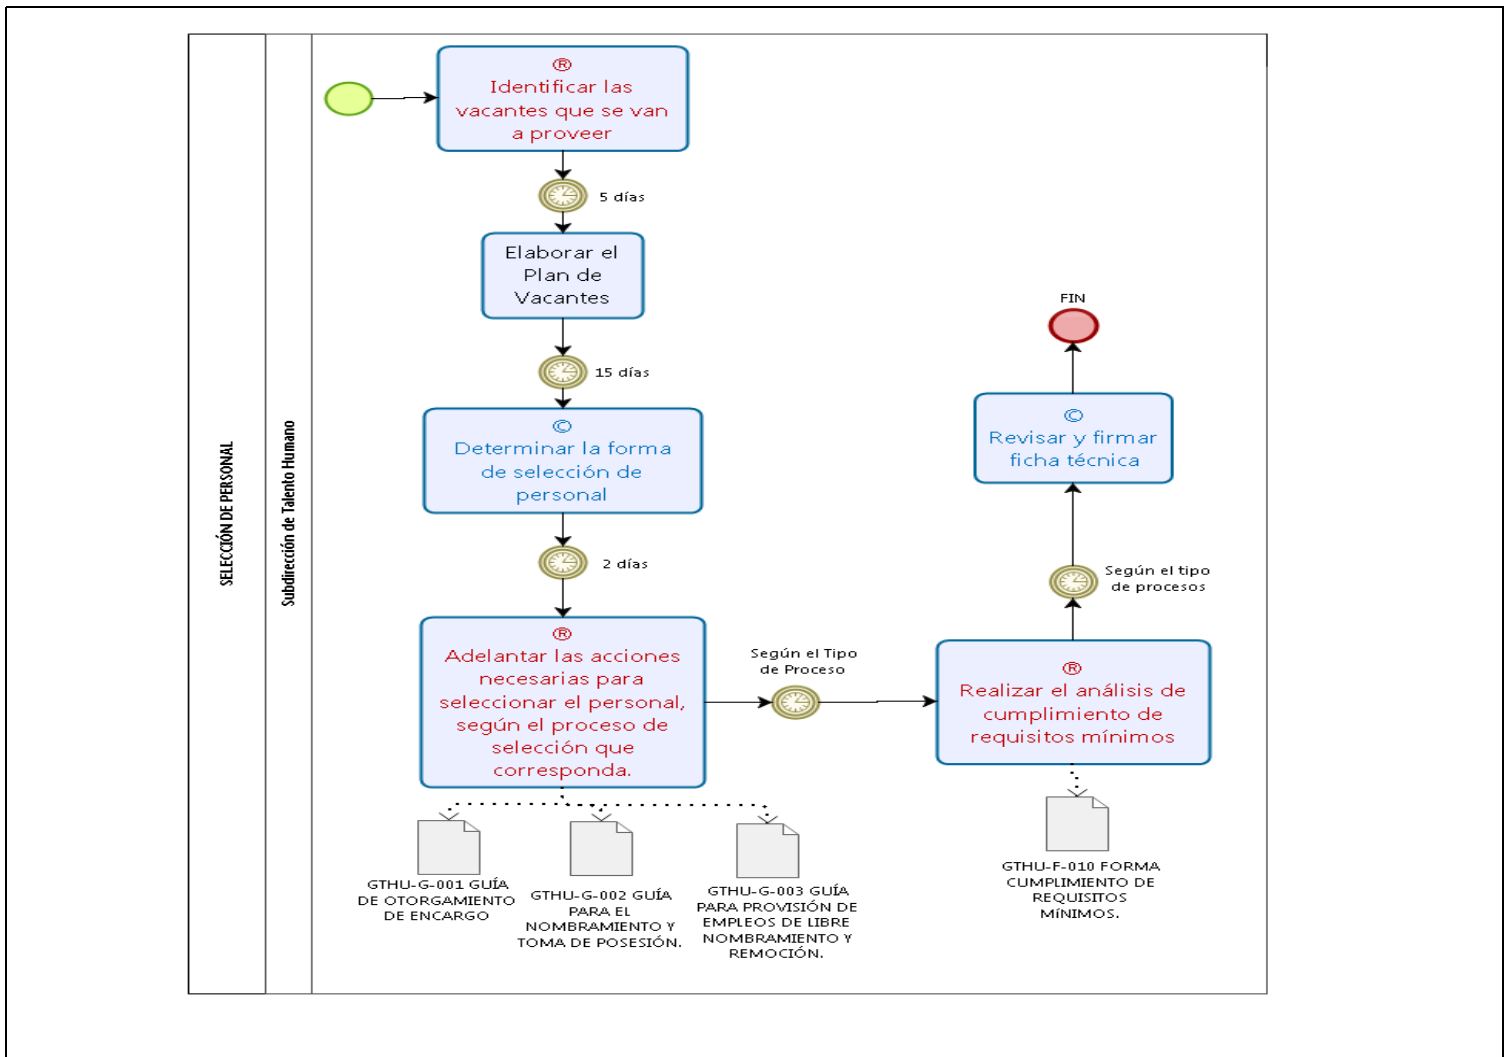 SELECCIÓN DE PERSONAL
Subdirección de Talento Humano
®
Identificar las
vacantes que se van
a proveer
5 días
Elaborar el
Plan de
Vacantes
15 días
©
Determinar la forma
de selección de
personal
2 días
®
Adelantar las acciones
necesarias para
seleccionar el personal,
según el proceso de
selección que
corresponda.
GTHU-G-001 GUÍA
DE OTORGAMIENTO
DE ENCARGO
GTHU-G-002 GUÍA
PARA EL
NOMBRAMIENTO Y
TOMA DE POSESIÓN.
GTHU-G-003 GUÍA
PARA PROVISIÓN DE
EMPLEOS DE LIBRE
NOMBRAMIENTO Y
REMOCIÓN.
Según el Tipo
de Proceso
®
Realizar el análisis de
cumplimiento de
requisitos mínimos
GTHU-F-010 FORMA
CUMPLIMIENTO DE
REQUISITOS
MíNIMOS.
Según el tipo
de procesos
©
Revisar y firmar
ficha técnica
FIN